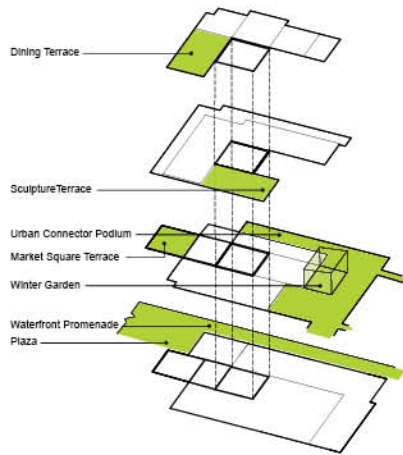 Dining Terrace
SculptureTerrace
Urban Connector Podium
Market Square Terrace
Winter Garden
Waterfront Promenade
Plaza